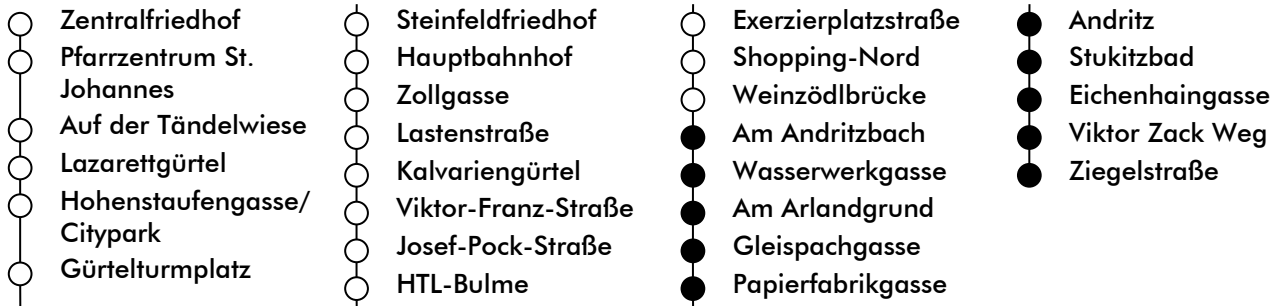 Zentralfriedhof
Pfarrzentrum St.
Johannes
Auf der Tändelwiese
Lazarettgürtel
Hohenstaufengasse/
Citypark
Gürtelturmplatz
Steinfeldfriedhof
Hauptbahnhof
Zollgasse
Lastenstraße
Kalvariengürtel
Viktor-Franz-Straße
Josef-Pock-Straße
HTL-Bulme
Exerzierplatzstraße
Shopping-Nord
Weinzödlbrücke
Am Andritzbach
Wasserwerkgasse
Am Arlandgrund
Gleispachgasse
Papierfabrikgasse
Andritz
Stukitzbad
Eichenhaingasse
Viktor Zack Weg
Ziegelstraße